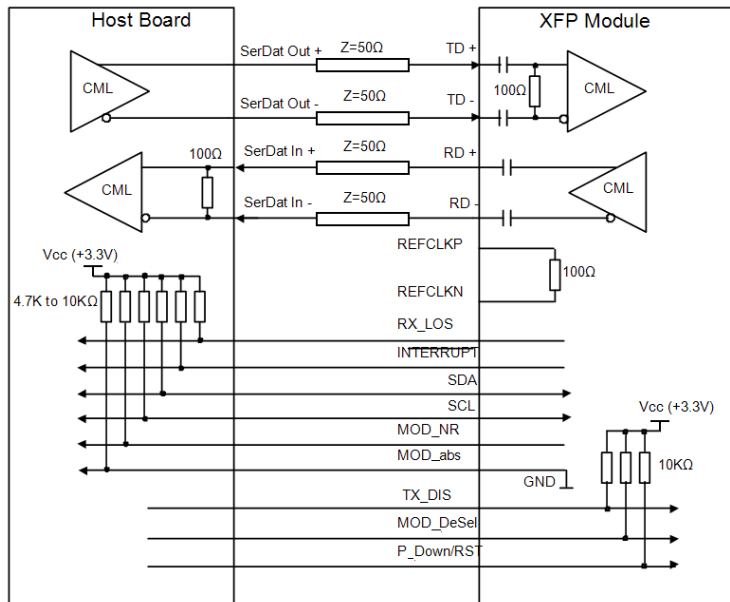 Host Board
XFP Module
SerDat Out +
Z=50Ω
TD +
CML
100Ω
CML
SerDat Out -
Z=50Ω
TD -
100Ω
SerDat In +
Z=50Ω
RD +
CML
CML
SerDat In -
Z=50Ω
RD -
Vcc (+3.3V)
REFCLKP
100Ω
4.7K to 10KΩ
REFCLKN
RX_LOS
INTERRUPT
SDA
SCL
Vcc (+3.3V)
MOD_NR
MOD_abs
10KΩ
GND
TX_DIS
MOD_DeSel
P_Down/RST